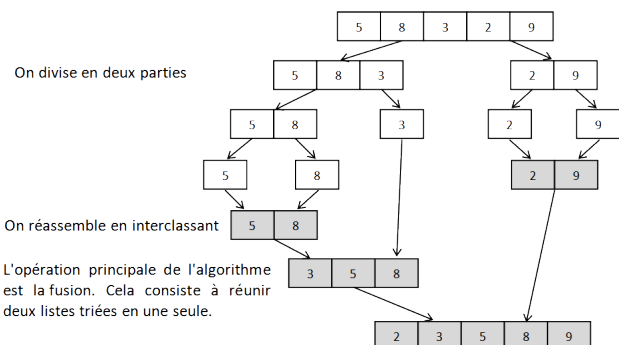 5 8 3 2 9
On divise en deux parties
5 8 3
2 9
5 8
3
2
9
5
8
2 9
On réassemble en interclassant
5 8
L'opération principale de l'algorithme
est la fusion. Cela consiste à réunir
deux listes triées en une seule.
3 5 8
2 3 5 8 9